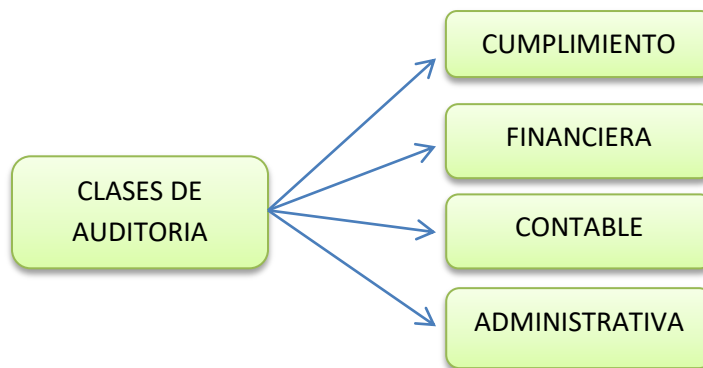 CLASES DE
AUDITORIA
CUMPLIMIENTO
FINANCIERA
CONTABLE
ADMINISTRATIVA